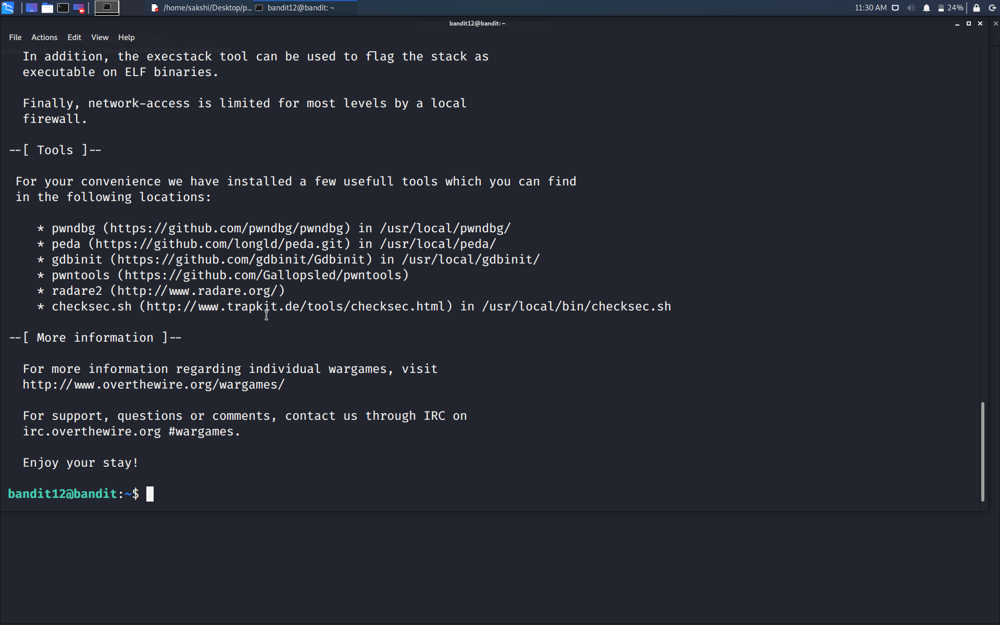 /home/sakshi/Desktop/p... bandit12@bandit: ~ 11:30 AM 24%
bandit12@bandit: ~
File Actions Edit View Help
In addition, the execstack tool can be used to flag the stack as
executable on ELF binaries.
Finally, network-access is limited for most levels by a local
firewall.
--[ Tools ]--
For your convenience we have installed a few usefull tools which you can find
in the following locations:
* pwndbg (https://github.com/pwndbg/pwndbg) in /usr/local/pwndbg/
* peda (https://github.com/longld/peda.git) in /usr/local/peda/
* gdbinit (https://github.com/gdbinit/Gdbinit) in /usr/local/gdbinit/
* pwntools (https://github.com/Gallopsled/pwntools)
* radare2 (http://www.radare.org/)
* checksec.sh (http://www.trapkit.de/tools/checksec.html) in /usr/local/bin/checksec.sh
--[ More information ]--
For more information regarding individual wargames, visit
http://www.overthewire.org/wargames/
For support, questions or comments, contact us through IRC on
irc.overthewire.org #wargames.
Enjoy your stay!
bandit12@bandit:~$